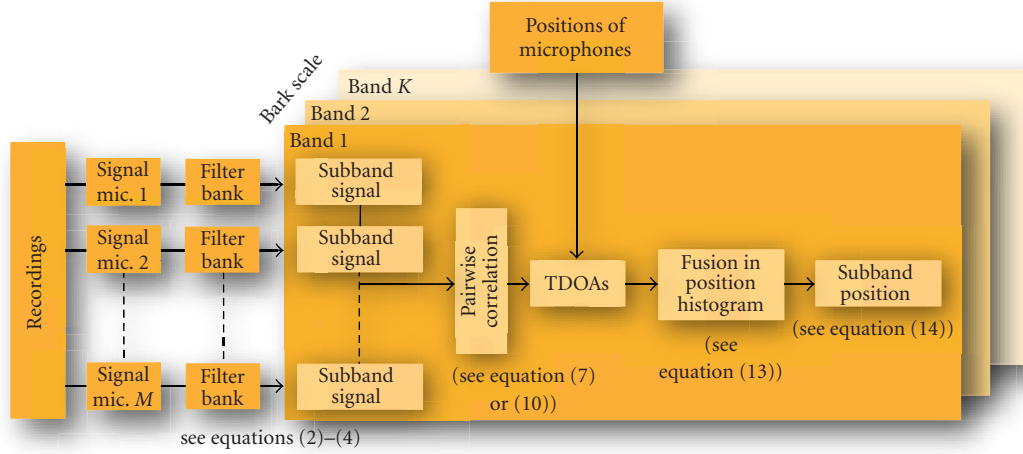 Positions of
microphones
Bark scale
Band K
Band 2
Band 1
Recordings
Signal
mic. 1
Filter
bank
Subband
signal
Signal
mic. 2
Filter
bank
Subband
signal
Pairwise
correlation
TDOAs
Fusion in
position
histogram
Subband
position
(see equation (14))
(see
equation (13))
(see equation (7)
or (10))
Signal
mic. M
Filter
bank
Subband
signal
see equations (2)–(4)